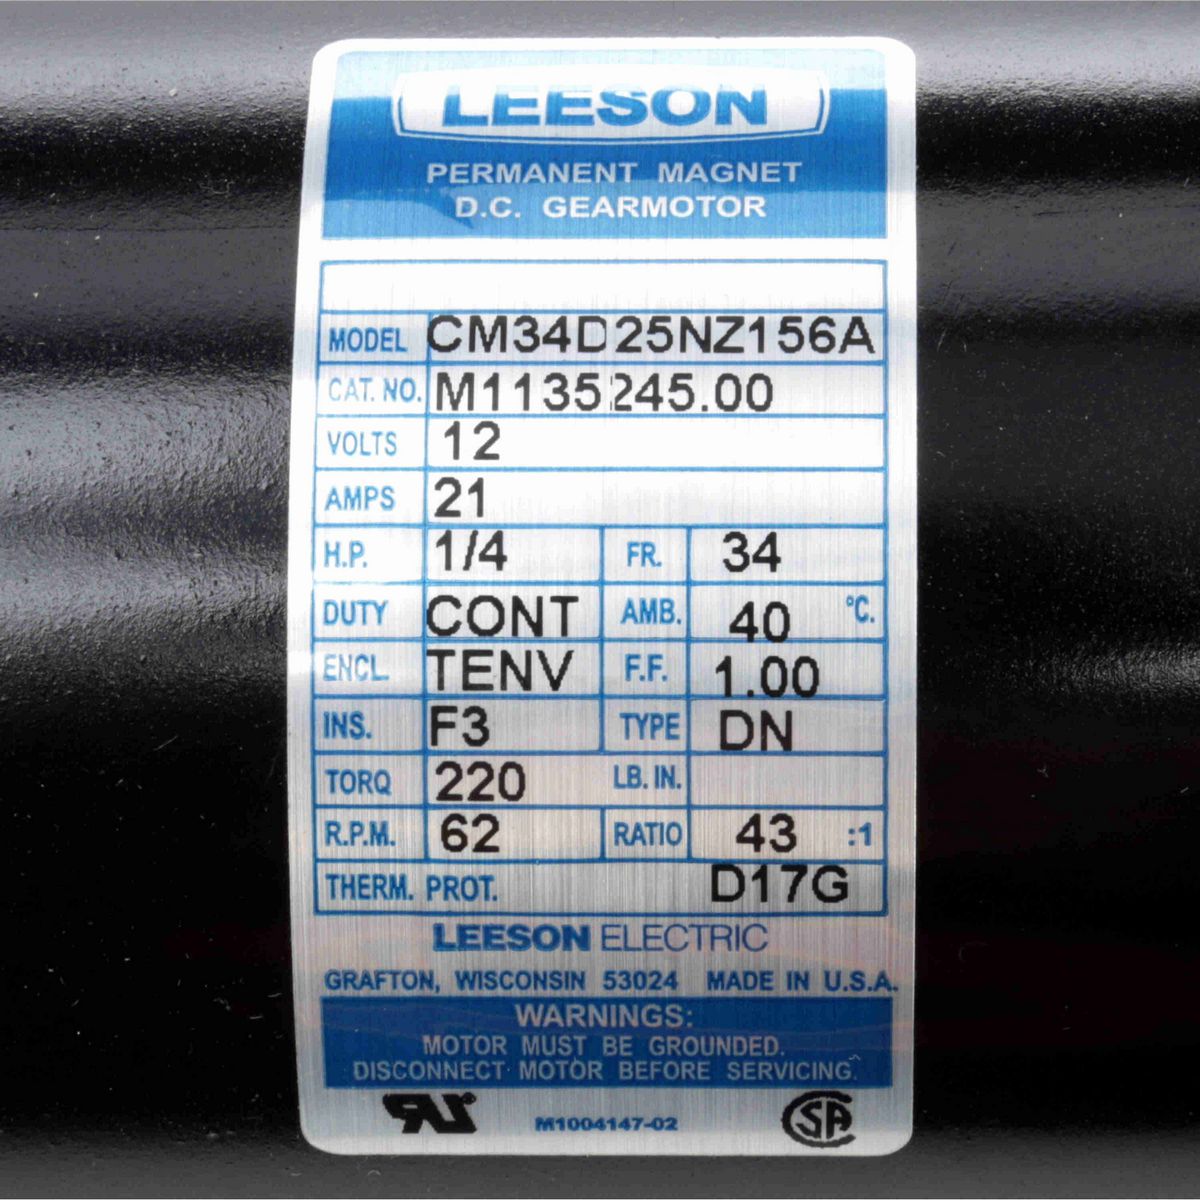 LEESON
PERMANENT MAGNET
D.C. GEARMOTOR
MODEL CM34D25NZ156A
CAT. NO. M1135245.00
VOLTS 12
AMPS 21
H.P. 1/4 FR. 34
DUTY CONT AMB. 40 °C.
ENCL. TENV F.F. 1.00
INS. F3 TYPE DN
TORQ 220 LB. IN.
R.P.M. 62 RATIO 43 :1
THERM. PROT. D17G
LEESON ELECTRIC
GRAFTON, WISCONSIN 53024 MADE IN U.S.A.
WARNINGS:
MOTOR MUST BE GROUNDED.
DISCONNECT MOTOR BEFORE SERVICING.
RU M1004147-02 SA